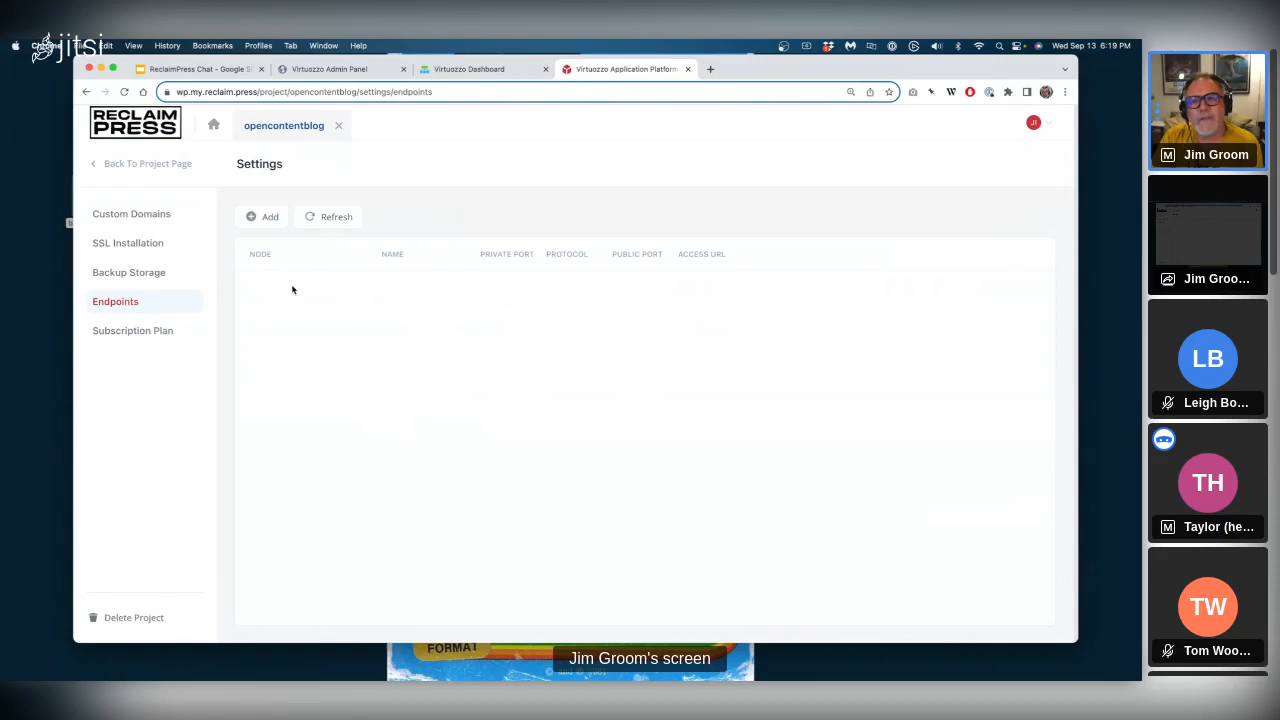 jitsi
File Edit View History Bookmarks Profiles Tab Window Help
Wed Sep 13 6:19 PM
ReclaimPress Chat - Google S
Virtuozzo Admin Panel
Virtuozzo Dashboard
Virtuozzo Application Platform
wp.my.reclaim.press/project/opencontentblog/settings/endpoints
RECLAIM
PRESS
opencontentblog
JI
Back To Project Page
Settings
Custom Domains
SSL Installation
Backup Storage
Endpoints
Subscription Plan
Add
Refresh
NODE NAME PRIVATE PORT PROTOCOL PUBLIC PORT ACCESS URL
Delete Project
FORMAT
Jim Groom's screen
M Jim Groom
Jim Groo...
LB
Leigh Bo...
TH
M Taylor (he...
TW
Tom Woo...